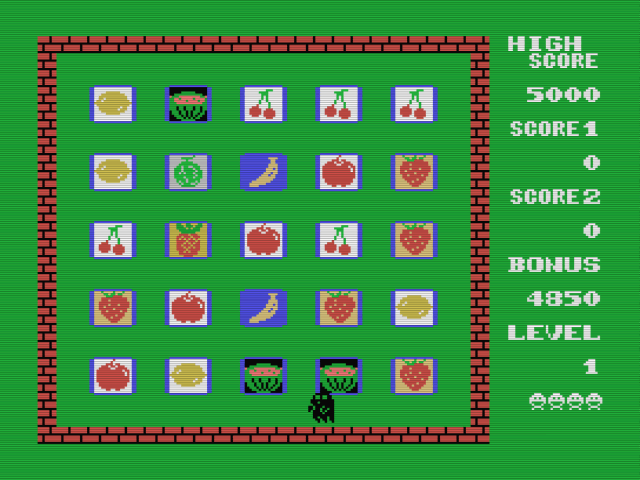 HIGH
SCORE
5000
SCORE1
0
SCORE2
0
BONUS
4850
LEVEL
1